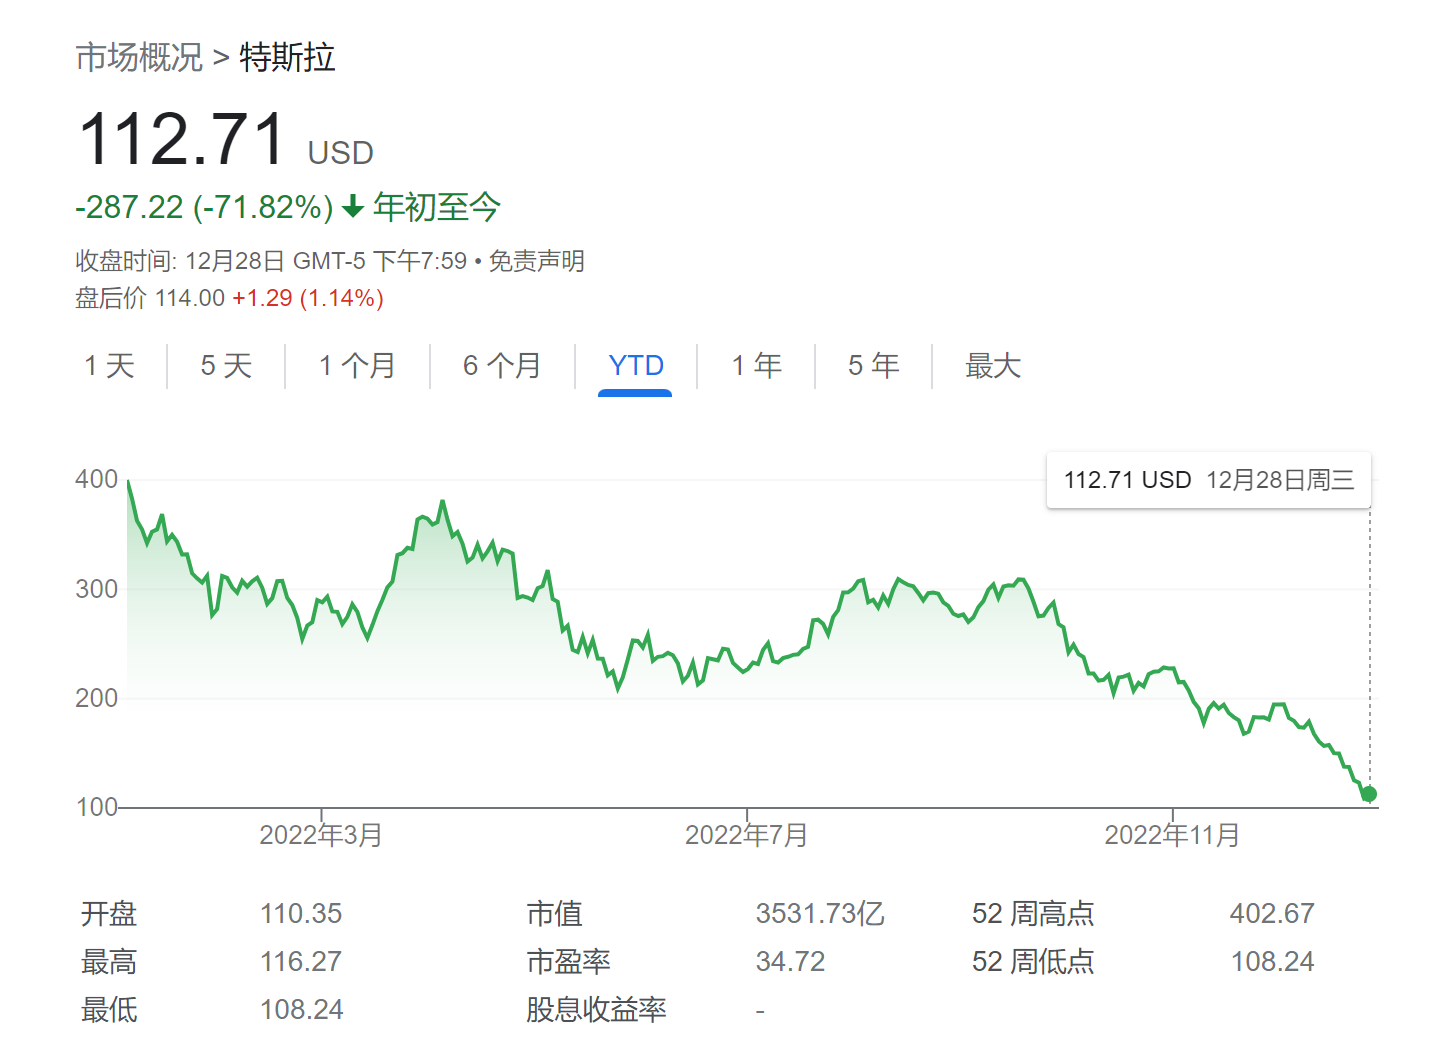 市场概况 > 特斯拉
112.71 USD
-287.22 (-71.82%) 年初至今
收盘时间: 12月28日 GMT-5 下午7:59 • 免责声明
盘后价 114.00 +1.29 (1.14%)
1 天 5 天 1 个月 6 个月 YTD 1 年 5 年 最大
112.71 USD 12月28日周三
400
300
200
100
2022年3月 2022年7月 2022年11月
开盘 110.35 市值 3531.73亿 52 周高点 402.67
最高 116.27 市盈率 34.72 52 周低点 108.24
最低 108.24 股息收益率 -